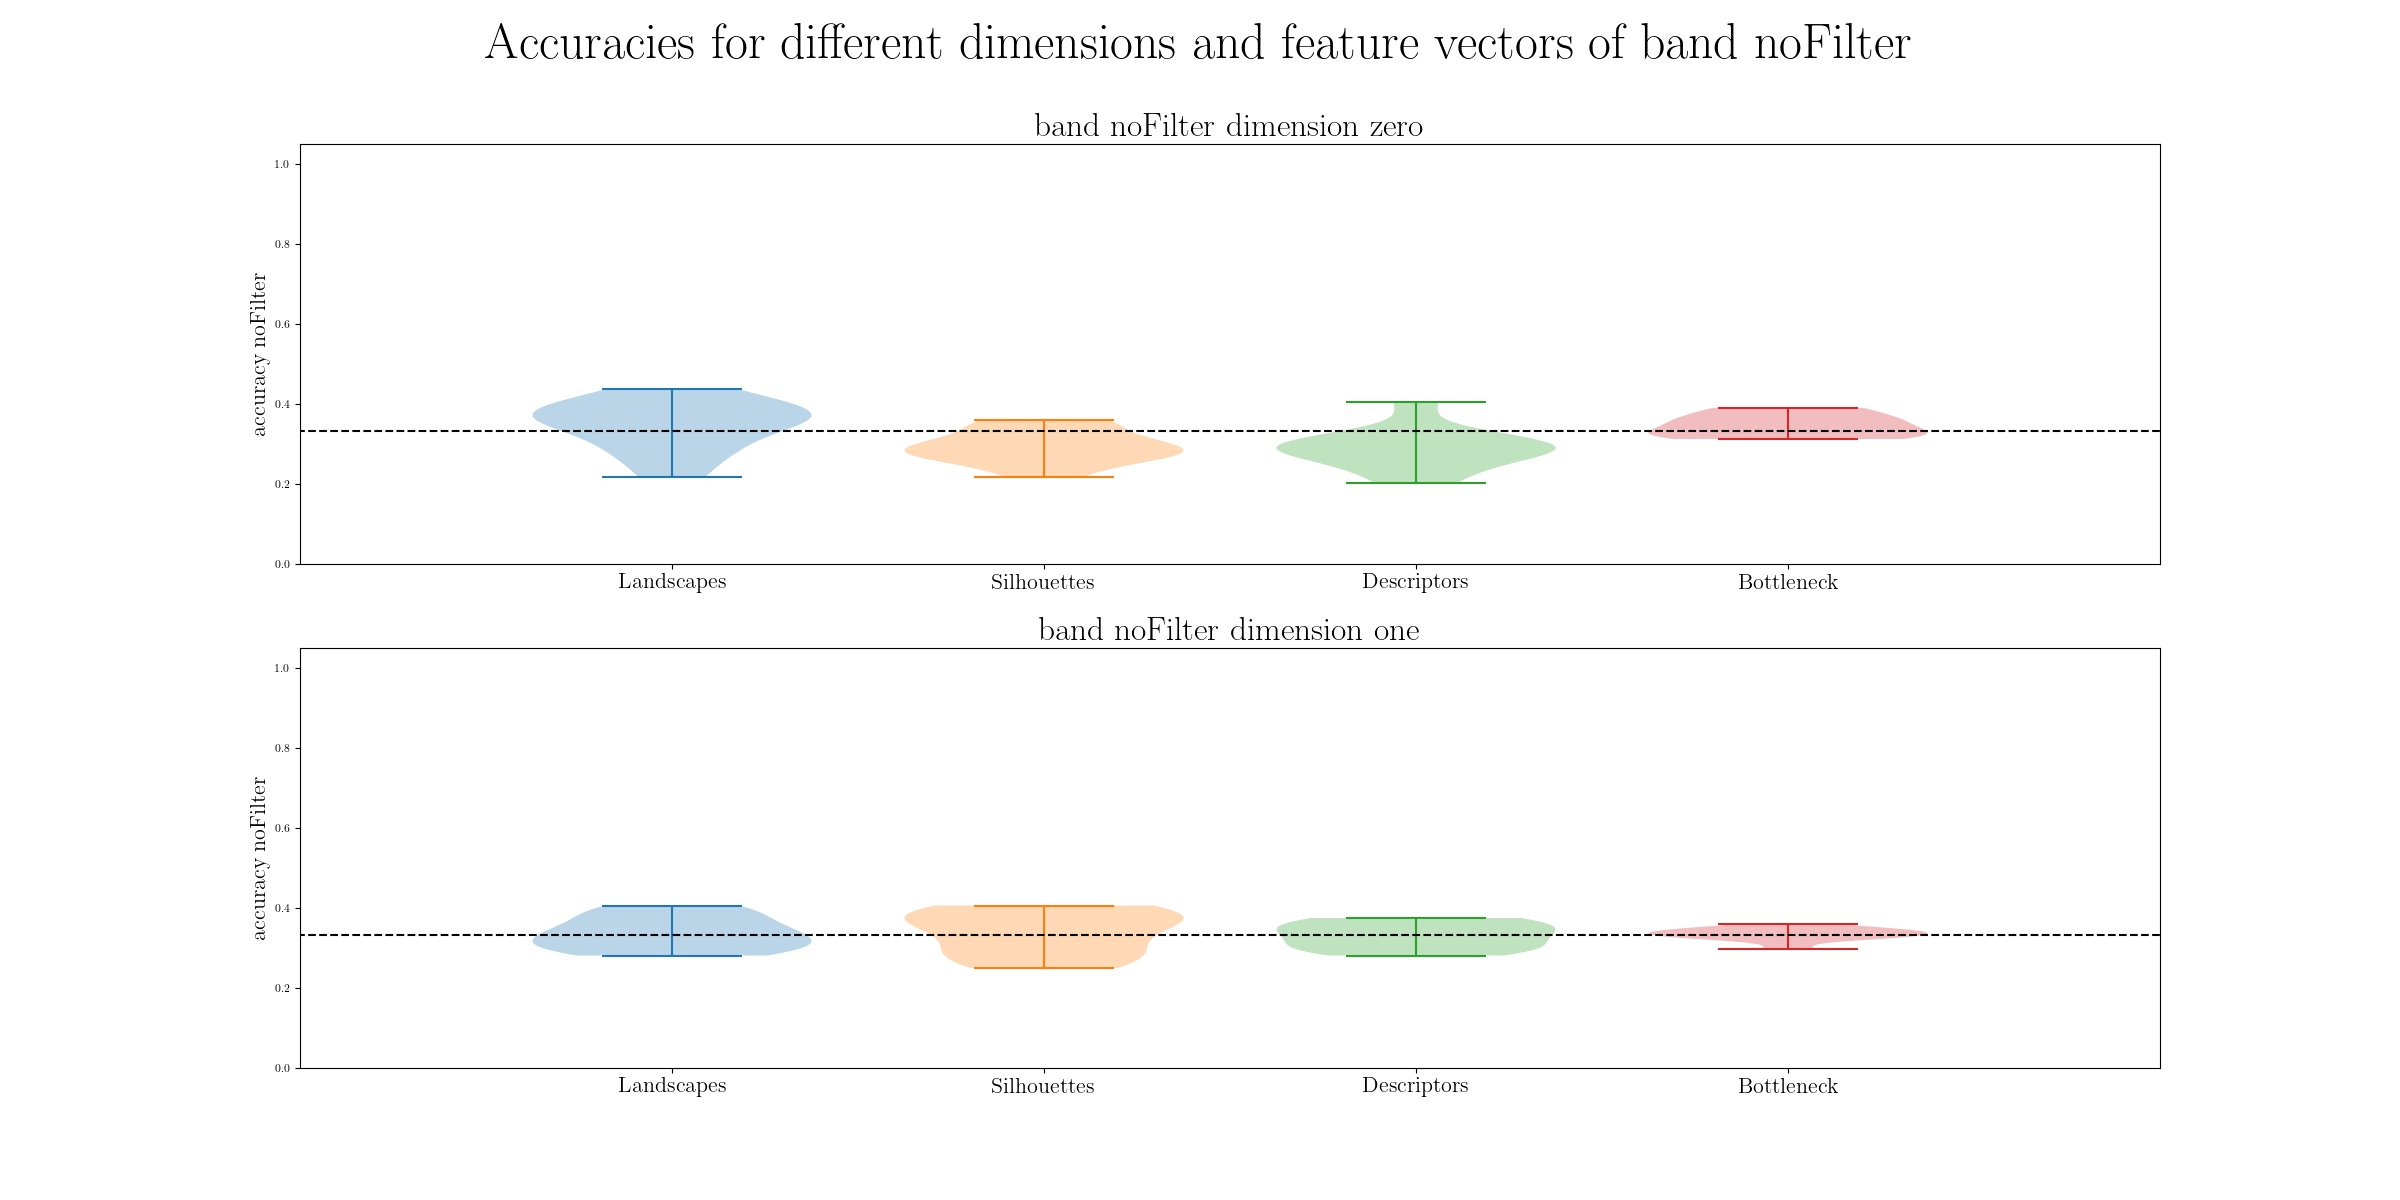 Accuracies for different dimensions and feature vectors of band noFilter
band noFilter dimension zero
accuracy noFilter
1.0
0.8
0.6
0.4
0.2
0.0
Landscapes Silhouettes Descriptors Bottleneck
band noFilter dimension one
accuracy noFilter
1.0
0.8
0.6
0.4
0.2
0.0
Landscapes Silhouettes Descriptors Bottleneck